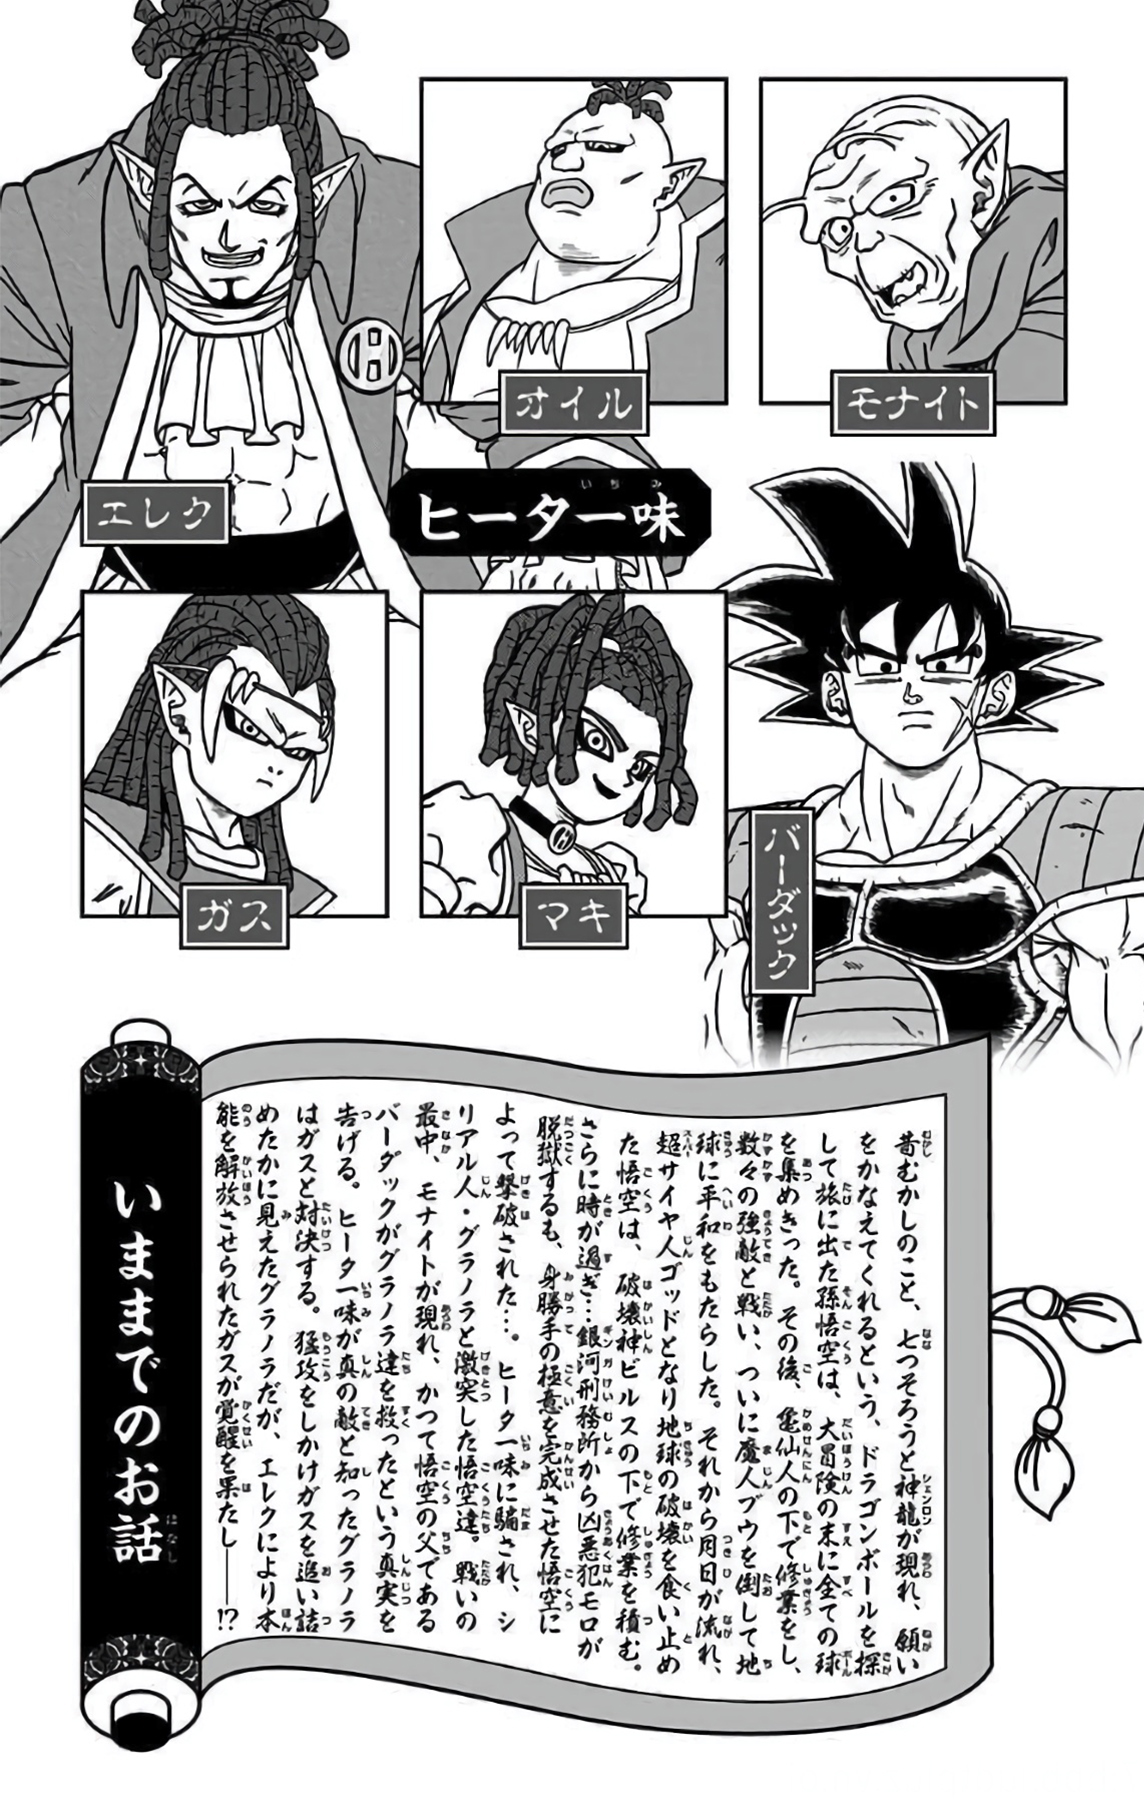 オイル
モナイト
エレク
ヒーター一味
ガス
マキ
バーダック
いままでのお話
昔むかしのこと、七つそろうと神龍が現れ、願い
をかなえてくれるという、ドラゴンボールを探
して旅に出た孫悟空は、大冒険の末に全ての球
を集めきった。その後、亀仙人の下で修業をし、
数々の強敵と戦い、ついに魔人ブウを倒して地
球に平和をもたらした。それから月日が流れ、
超サイヤ人ゴッドとなり地球の破壊を食い止め
た悟空は、破壊神ビルスの下で修業を積む。
さらに時が過ぎ…銀河刑務所から凶悪犯モロが
脱獄するも、身勝手の極意を完成させた悟空に
よって撃破された…。ヒーター一味に騙され、シ
リアル人・グラノラと激突した悟空達。戦いの
最中、モナイトが現れ、かつて悟空の父である
バーダックがグラノラ達を救ったという真実を
告げる。ヒーター一味が真の敵と知ったグラノラ
はガスと対決する。猛攻をしかけガスを追い詰
めたかに見えたグラノラだが、エレクにより本
能を解放させられたガスが覚醒を果たし――!?